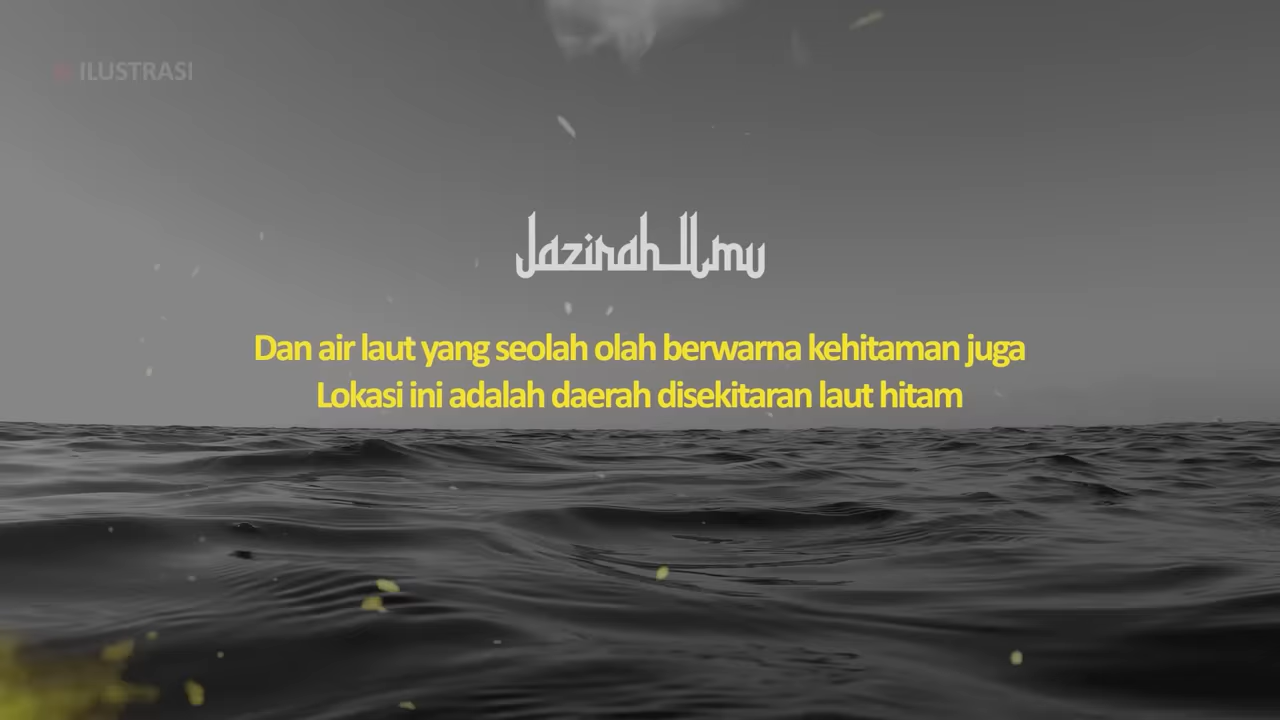 ILUSTRASI
Jazirah Ilmu
Dan air laut yang seolah olah berwarna kehitaman juga
Lokasi ini adalah daerah disekitaran laut hitam